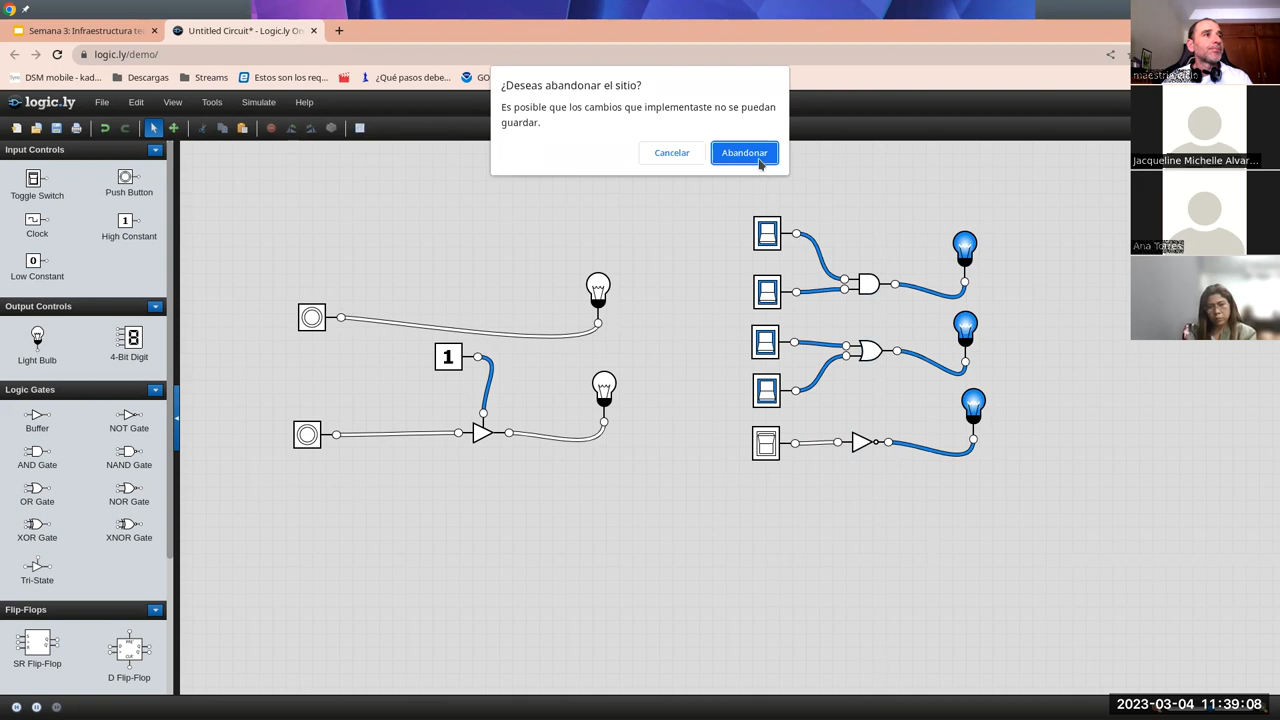 Semana 3: Infraestructura te
Untitled Circuit* - Logic.ly On
logic.ly/demo/
DSM mobile - kad...
Descargas
Streams
Estos son los req...
¿Qué pasos debe...
GO
¿Deseas abandonar el sitio?
Es posible que los cambios que implementaste no se puedan
guardar.
Cancelar
Abandonar
logic.ly
File
Edit
View
Tools
Simulate
Help
Input Controls
Toggle Switch
Push Button
Clock
1
High Constant
0
Low Constant
Output Controls
Light Bulb
8
4-Bit Digit
Logic Gates
Buffer
NOT Gate
AND Gate
NAND Gate
OR Gate
NOR Gate
XOR Gate
XNOR Gate
Tri-State
Flip-Flops
SR Flip-Flop
D Flip-Flop
1
Jacqueline Michelle Alvar...
Ana Torres
2023-03-04 11:39:08